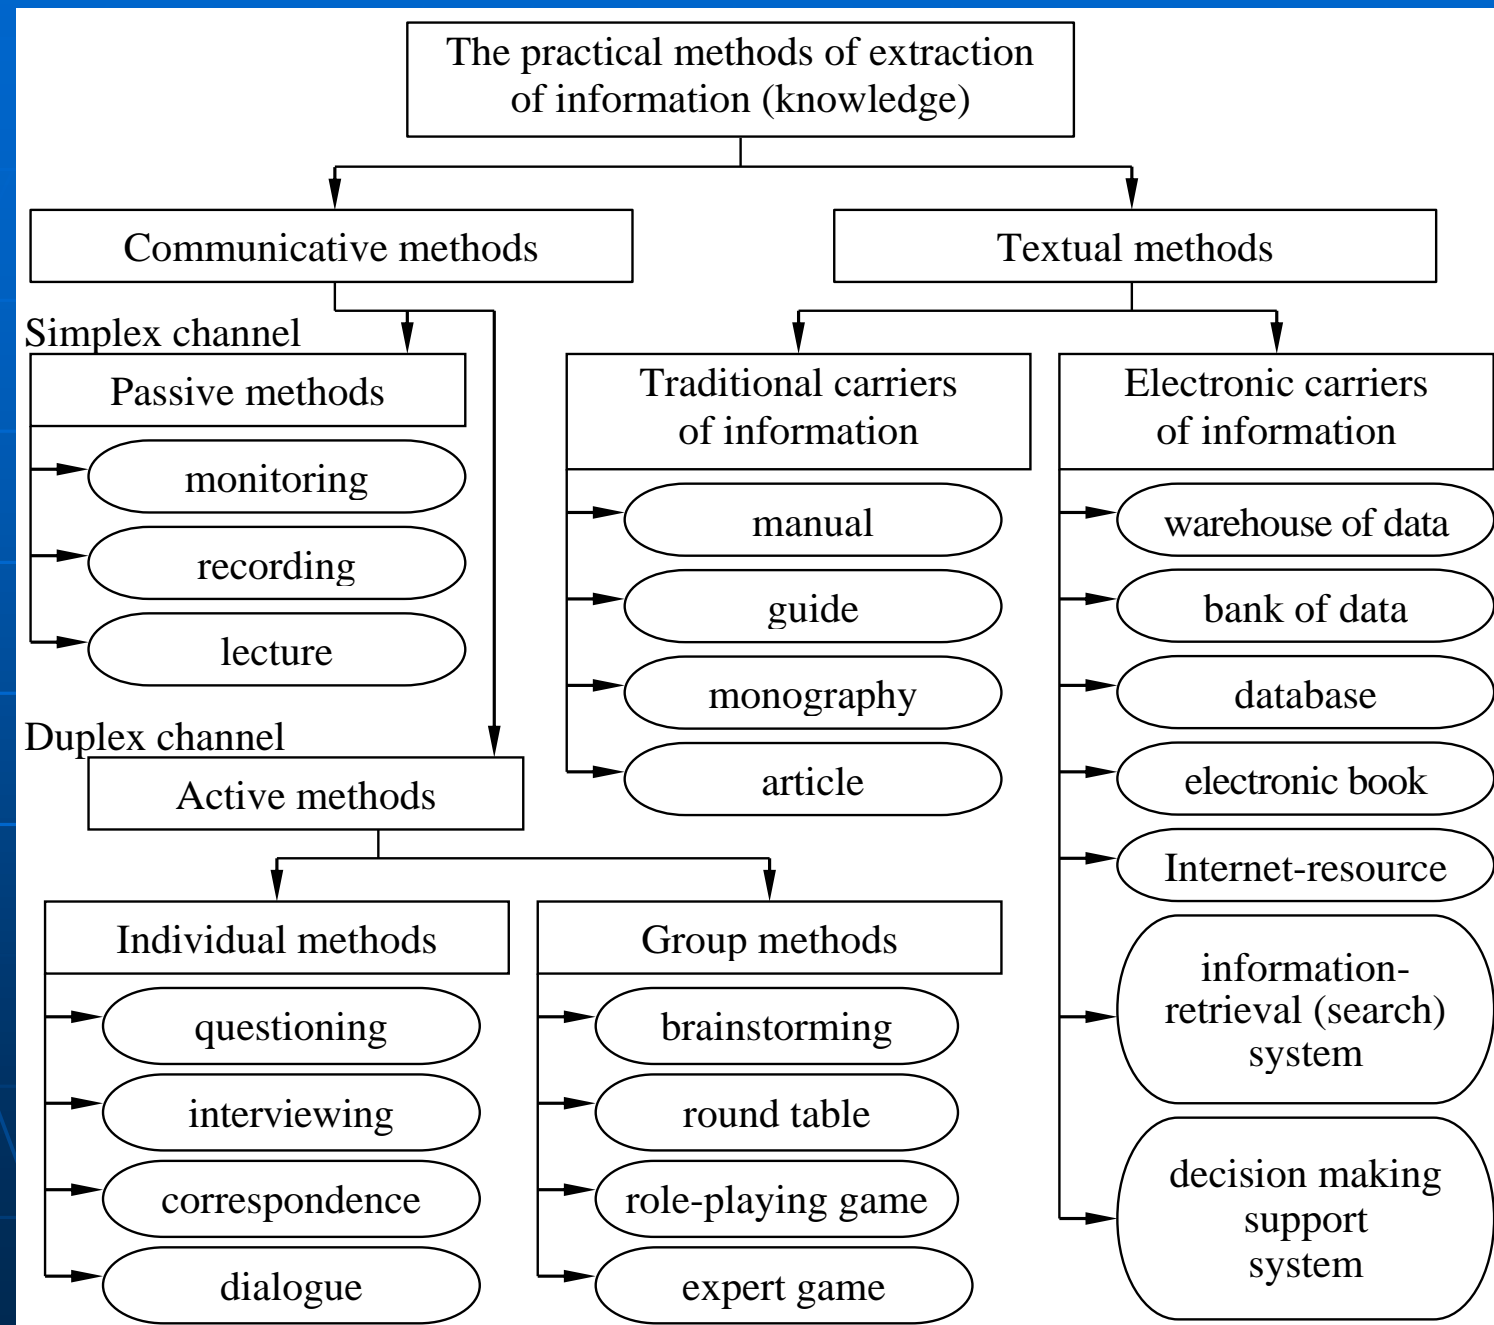 The practical methods of extraction
of information (knowledge)
Communicative methods
Textual methods
Simplex channel
Passive methods
monitoring
recording
lecture
Duplex channel
Active methods
Individual methods
questioning
interviewing
correspondence
dialogue
Group methods
brainstorming
round table
role-playing game
expert game
Traditional carriers
of information
manual
guide
monography
article
Electronic carriers
of information
warehouse of data
bank of data
database
electronic book
Internet-resource
information-
retrieval (search)
system
decision making
support
system